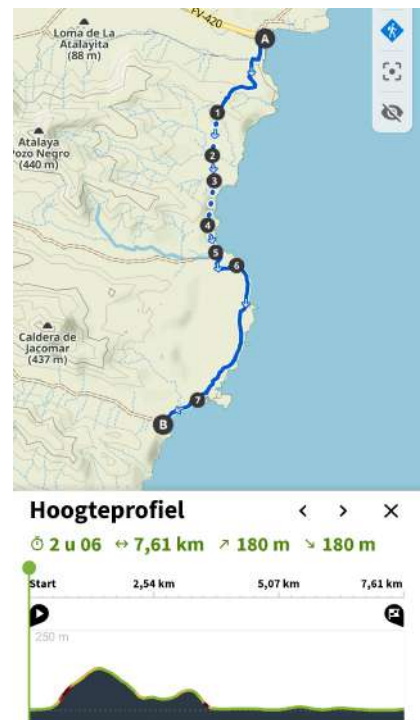 FV-420
Loma de La
Atalayita
(88 m)
A
1
Atalaya
Pozo Negro
(440 m)
2
3
4
5
6
Caldera de
Jacomar
(437 m)
7
B
Hoogteprofiel
2 u 06 7,61 km 180 m 180 m
Start 2,54 km 5,07 km 7,61 km
250 m